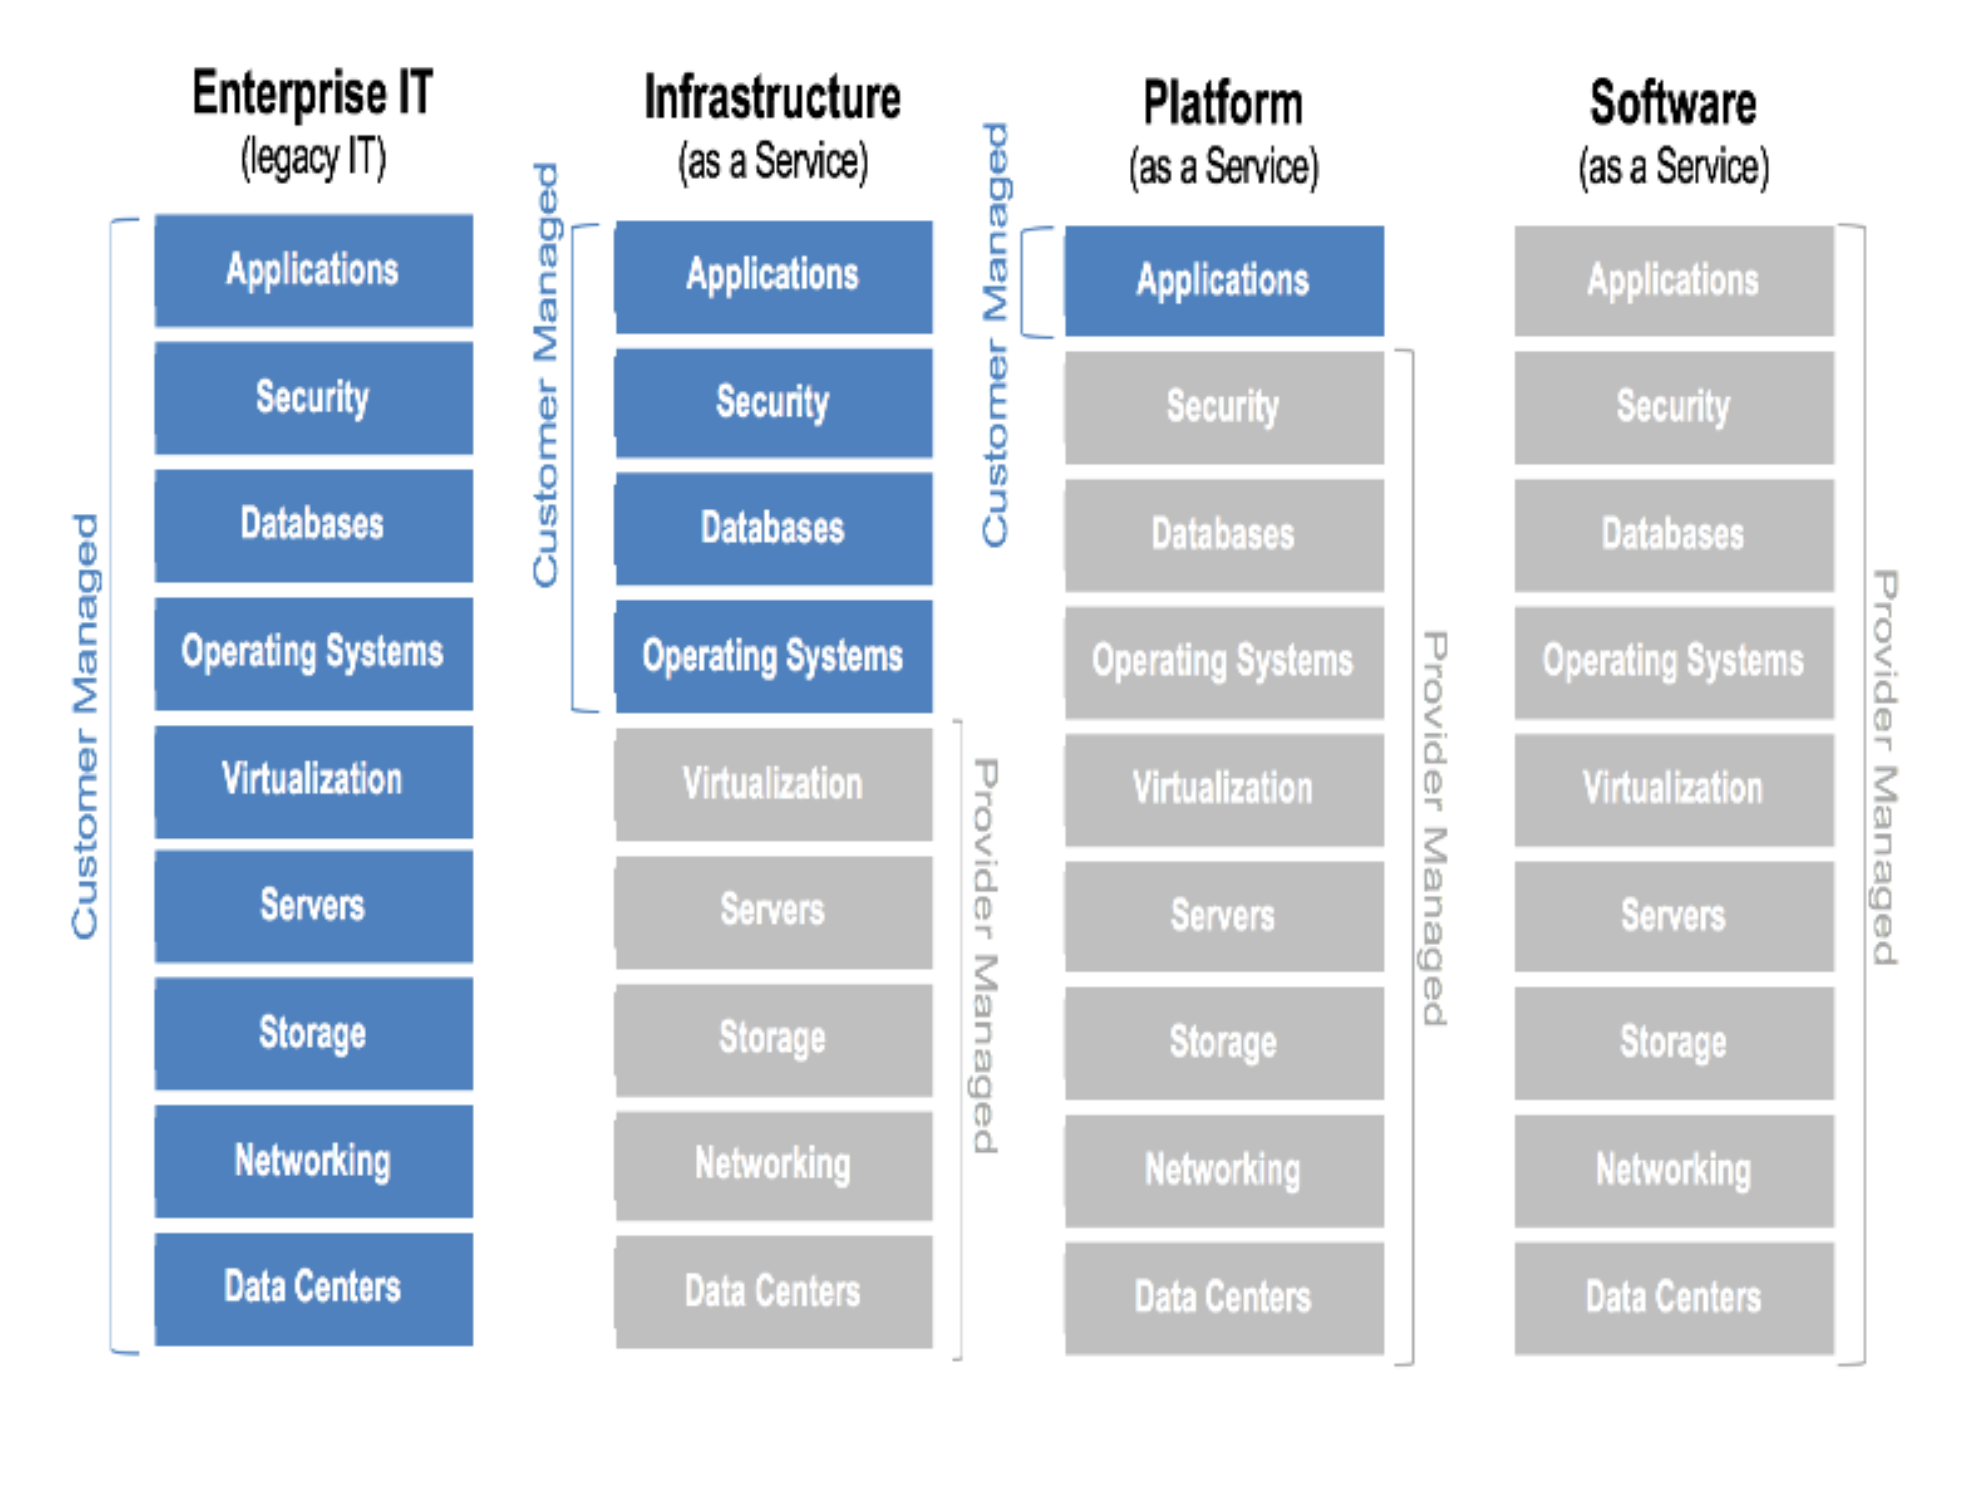 Enterprise IT
(legacy IT)
Customer Managed
Applications
Security
Databases
Operating Systems
Virtualization
Servers
Storage
Networking
Data Centers
Infrastructure
(as a Service)
Customer Managed
Applications
Security
Databases
Operating Systems
Virtualization
Servers
Storage
Networking
Data Centers
Provider Managed
Platform
(as a Service)
Customer Managed
Applications
Security
Databases
Operating Systems
Virtualization
Servers
Storage
Networking
Data Centers
Provider Managed
Software
(as a Service)
Applications
Security
Databases
Operating Systems
Virtualization
Servers
Storage
Networking
Data Centers
Provider Managed